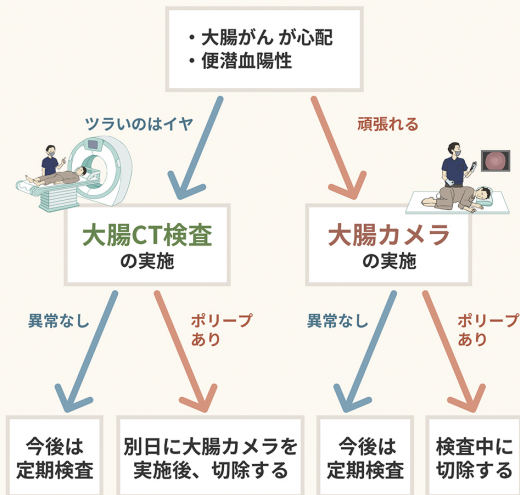 ・大腸がん が心配
・便潜血陽性
ツラいのはイヤ
頑張れる
大腸CT検査
の実施
大腸カメラ
の実施
異常なし
ポリープ
あり
異常なし
ポリープ
あり
今後は
定期検査
別日に大腸カメラを
実施後、切除する
今後は
定期検査
検査中に
切除する